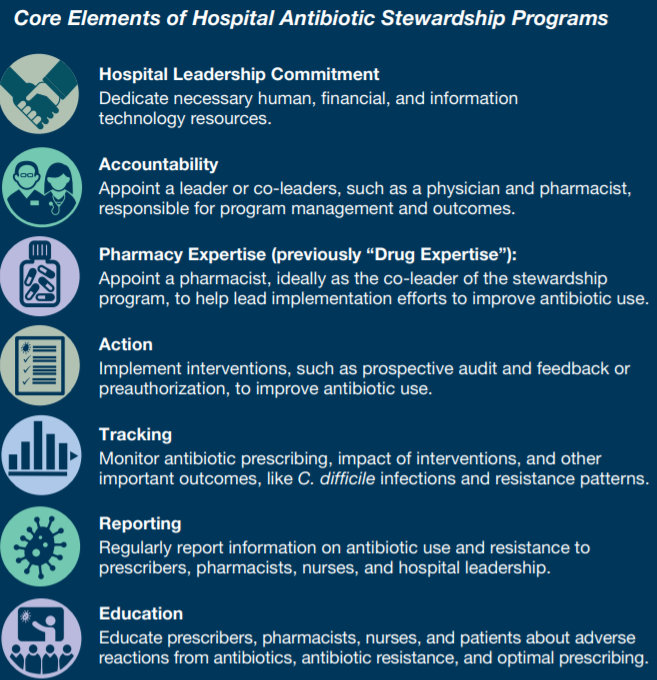 Core Elements of Hospital Antibiotic Stewardship Programs
Hospital Leadership Commitment
Dedicate necessary human, financial, and information
technology resources.
Accountability
Appoint a leader or co-leaders, such as a physician and pharmacist,
responsible for program management and outcomes.
Pharmacy Expertise (previously “Drug Expertise”):
Appoint a pharmacist, ideally as the co-leader of the stewardship
program, to help lead implementation efforts to improve antibiotic use.
Action
Implement interventions, such as prospective audit and feedback or
preauthorization, to improve antibiotic use.
Tracking
Monitor antibiotic prescribing, impact of interventions, and other
important outcomes, like C. difficile infections and resistance patterns.
Reporting
Regularly report information on antibiotic use and resistance to
prescribers, pharmacists, nurses, and hospital leadership.
Education
Educate prescribers, pharmacists, nurses, and patients about adverse
reactions from antibiotics, antibiotic resistance, and optimal prescribing.